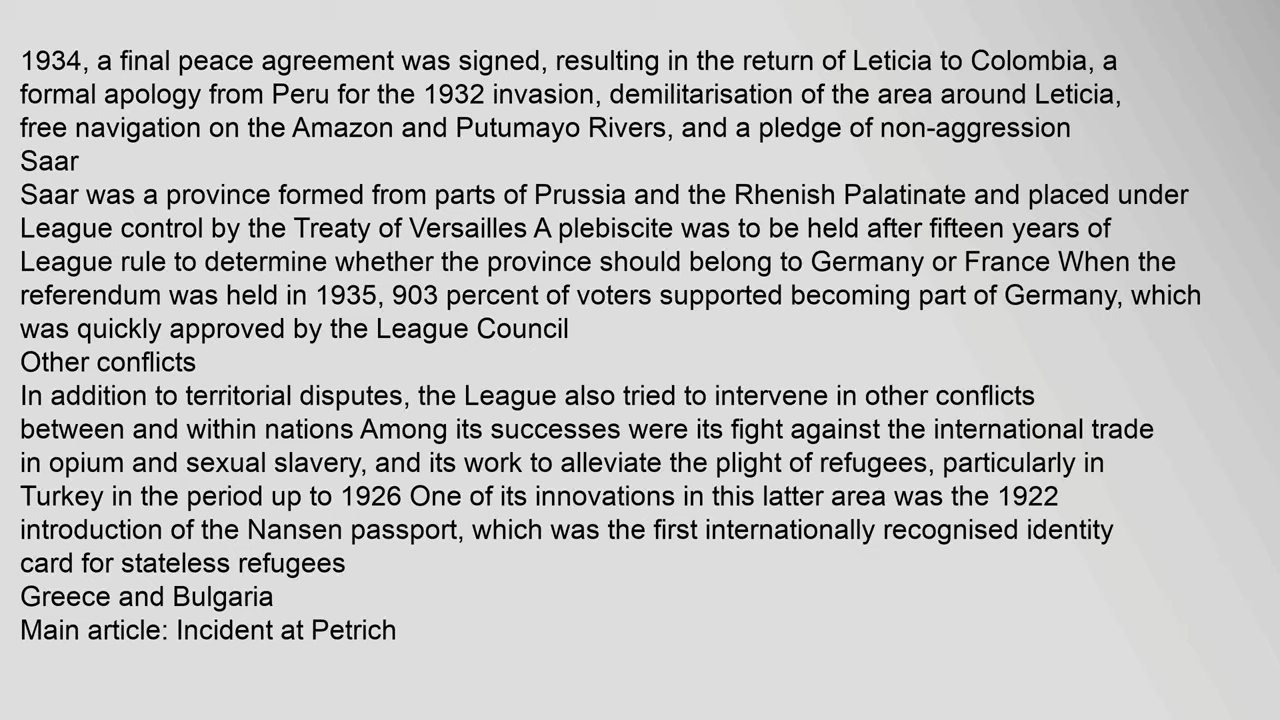 1934, a final peace agreement was signed, resulting in the return of Leticia to Colombia, a
formal apology from Peru for the 1932 invasion, demilitarisation of the area around Leticia,
free navigation on the Amazon and Putumayo Rivers, and a pledge of non-aggression
Saar
Saar was a province formed from parts of Prussia and the Rhenish Palatinate and placed under
League control by the Treaty of Versailles A plebiscite was to be held after fifteen years of
League rule to determine whether the province should belong to Germany or France When the
referendum was held in 1935, 903 percent of voters supported becoming part of Germany, which
was quickly approved by the League Council
Other conflicts
In addition to territorial disputes, the League also tried to intervene in other conflicts
between and within nations Among its successes were its fight against the international trade
in opium and sexual slavery, and its work to alleviate the plight of refugees, particularly in
Turkey in the period up to 1926 One of its innovations in this latter area was the 1922
introduction of the Nansen passport, which was the first internationally recognised identity
card for stateless refugees
Greece and Bulgaria
Main article: Incident at Petrich